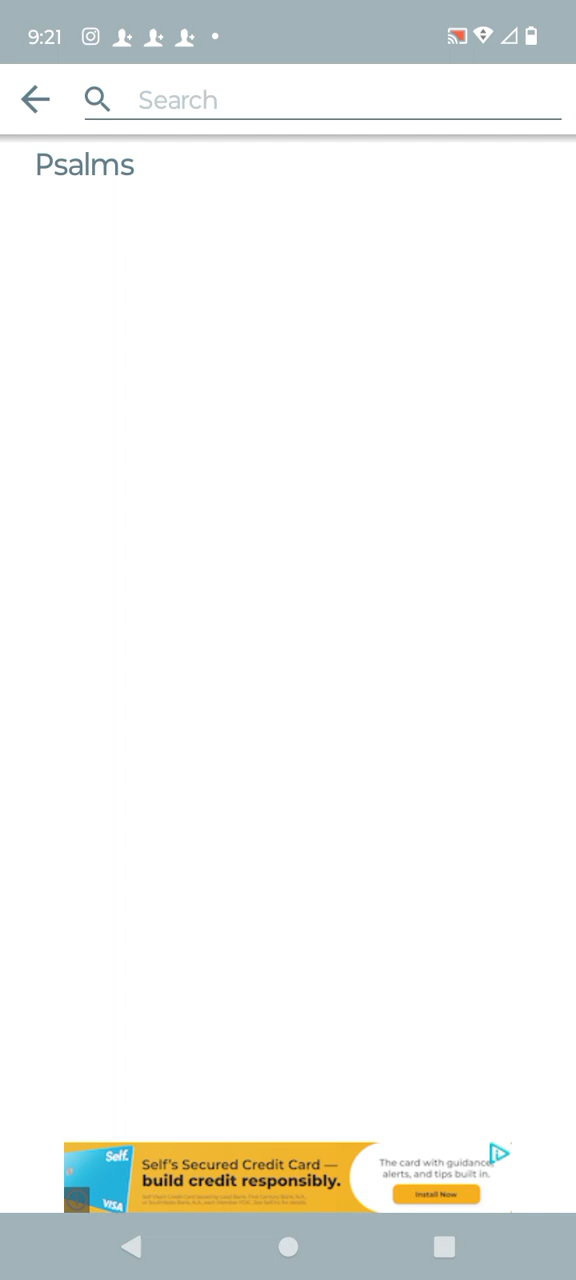 9:21
Search
Psalms
Self.
VISA
Self's Secured Credit Card —
build credit responsibly.
The card with guidance,
alerts, and tips built in.
Install Now